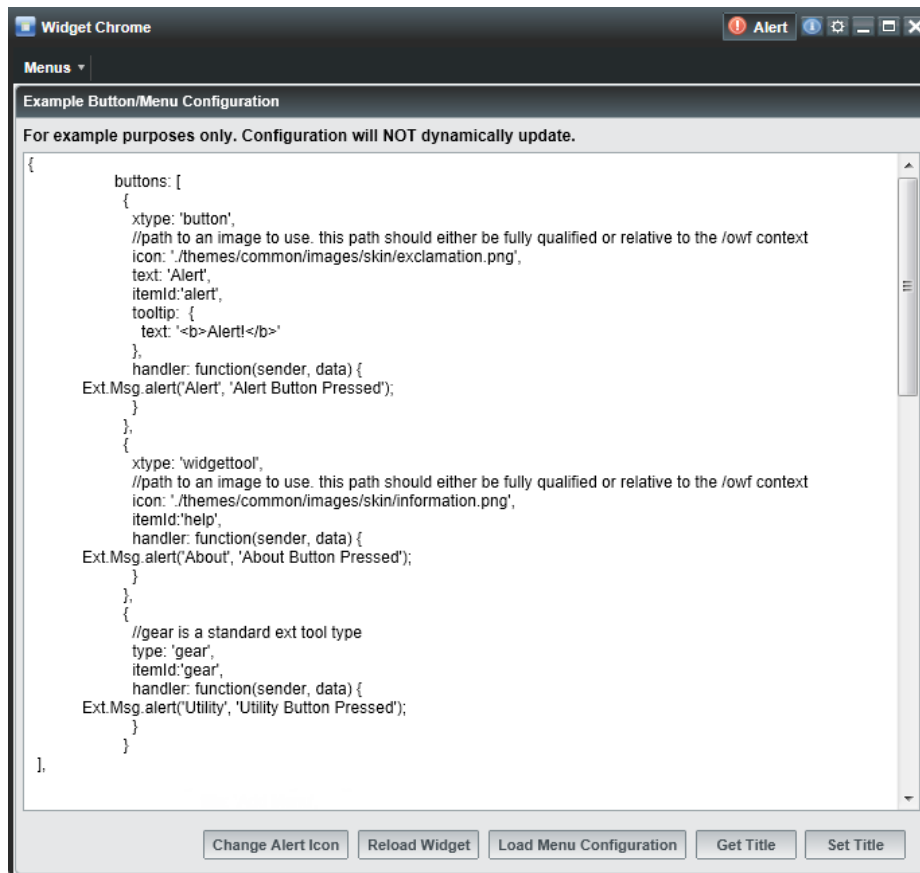 Widget Chrome
Alert
Menus
Example Button/Menu Configuration
For example purposes only. Configuration will NOT dynamically update.
{
buttons: [
{
xtype: 'button',
//path to an image to use. this path should either be fully qualified or relative to the /owf context
icon: './themes/common/images/skin/exclamation.png',
text: 'Alert',
itemId:'alert',
tooltip:  {
text: '<b>Alert!</b>'
},
handler: function(sender, data) {
Ext.Msg.alert('Alert', 'Alert Button Pressed');
}
},
{
xtype: 'widgettool',
//path to an image to use. this path should either be fully qualified or relative to the /owf context
icon: './themes/common/images/skin/information.png',
itemId:'help',
handler: function(sender, data) {
Ext.Msg.alert('About', 'About Button Pressed');
}
},
{
//gear is a standard ext tool type
type: 'gear',
itemId:'gear',
handler: function(sender, data) {
Ext.Msg.alert('Utility', 'Utility Button Pressed');
}
}
],
Change Alert Icon
Reload Widget
Load Menu Configuration
Get Title
Set Title